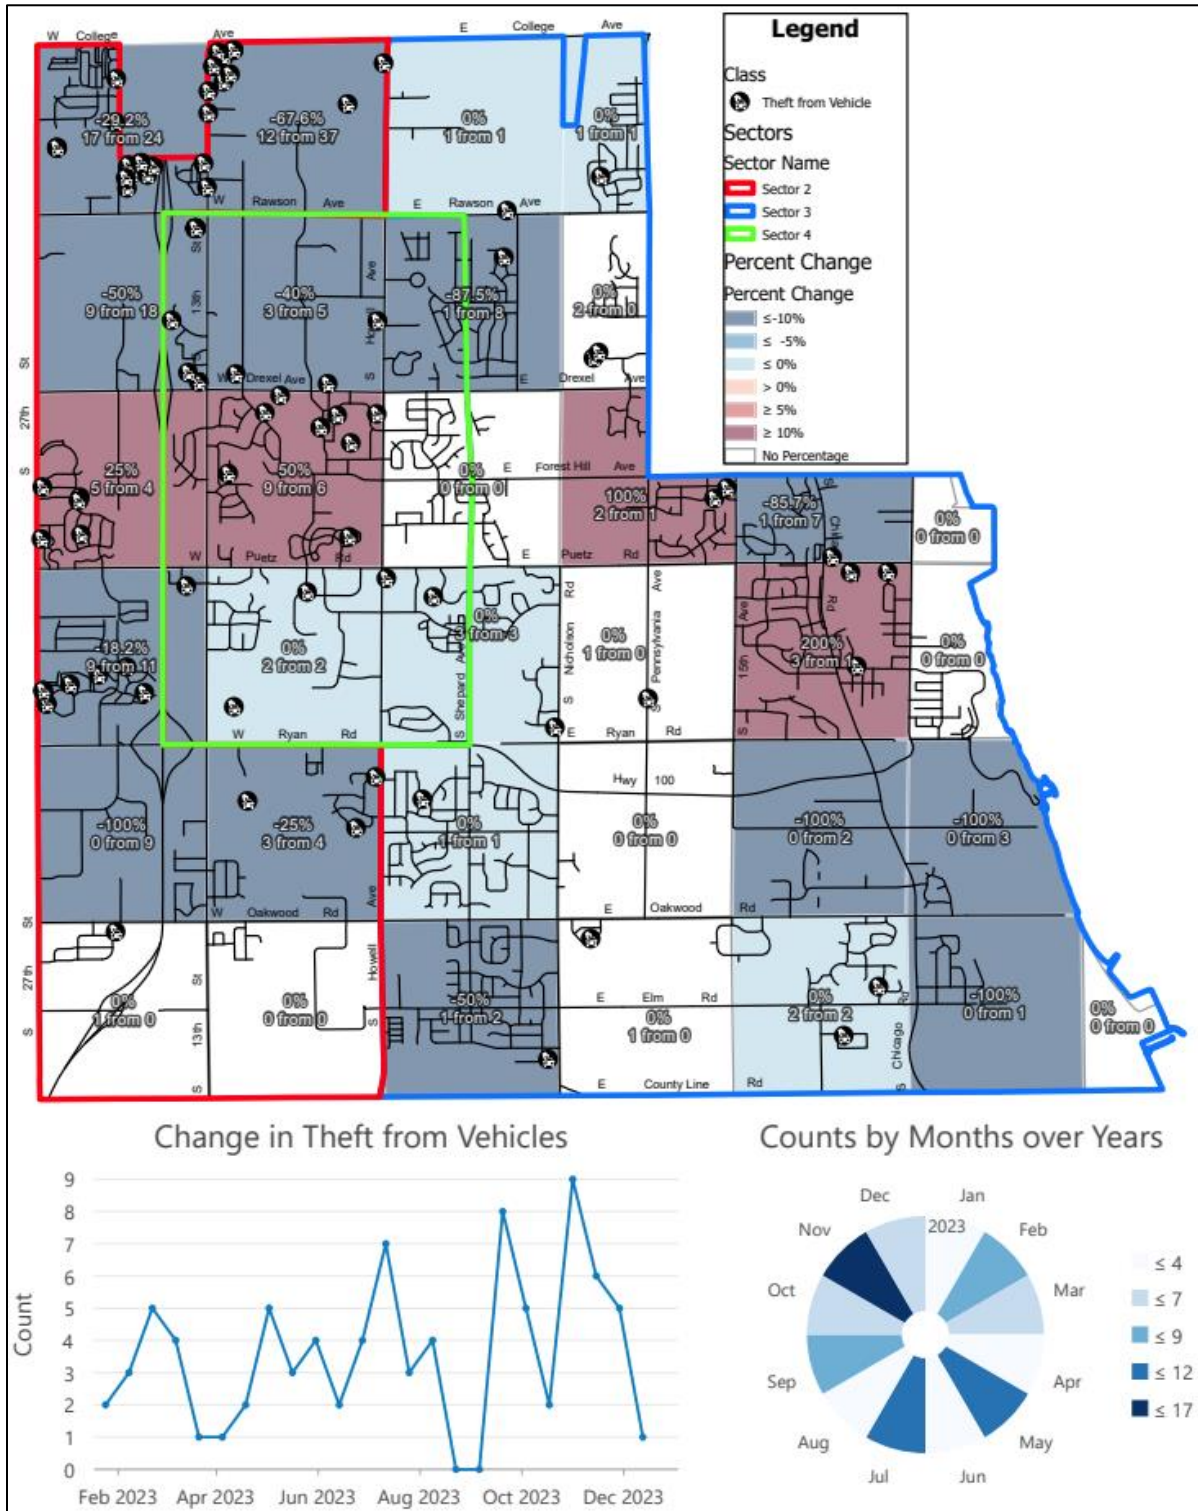 W College Ave
E College Ave
-29.2%
17 from 24
-67.6%
12 from 37
0%
1 from 1
0%
1 from 1
W Rawson Ave
E Rawson Ave
-50%
9 from 18
-40%
3 from 5
-87.5%
1 from 8
0%
2 from 0
S 13th St
S Howell Ave
W Drexel Ave
E Drexel Ave
S 27th St
25%
5 from 4
50%
9 from 6
0%
0 from 0
E Forest Hill Ave
100%
2 from 1
-85.7%
1 from 7
0%
0 from 0
W Puetz Rd
E Puetz Rd
-18.2%
9 from 11
0%
2 from 2
0%
3 from 3
0%
1 from 0
200%
3 from 1
0%
0 from 0
S Shepard Ave
S Nicholson Rd
S Pennsylvania Ave
S 15th Ave
W Ryan Rd
E Ryan Rd
Hwy 100
-100%
0 from 9
-25%
3 from 4
0%
1 from 1
0%
0 from 0
-100%
0 from 2
-100%
0 from 3
W Oakwood Rd
E Oakwood Rd
S 27th St
S 13th St
S Howell Ave
0%
1 from 0
0%
0 from 0
-50%
1 from 2
E Elm Rd
0%
1 from 0
0%
2 from 2
-100%
0 from 1
0%
0 from 0
S Chicago Rd
E County Line Rd
Legend
Class
Theft from Vehicle
Sectors
Sector Name
Sector 2
Sector 3
Sector 4
Percent Change
Percent Change
≤-10%
≤ -5%
≤ 0%
> 0%
≥ 5%
≥ 10%
No Percentage
Change in Theft from Vehicles
Count
9
8
7
6
5
4
3
2
1
0
Feb 2023 Apr 2023 Jun 2023 Aug 2023 Oct 2023 Dec 2023
Counts by Months over Years
2023
Jan
Feb
Mar
Apr
May
Jun
Jul
Aug
Sep
Oct
Nov
Dec
≤ 4
≤ 7
≤ 9
≤ 12
≤ 17